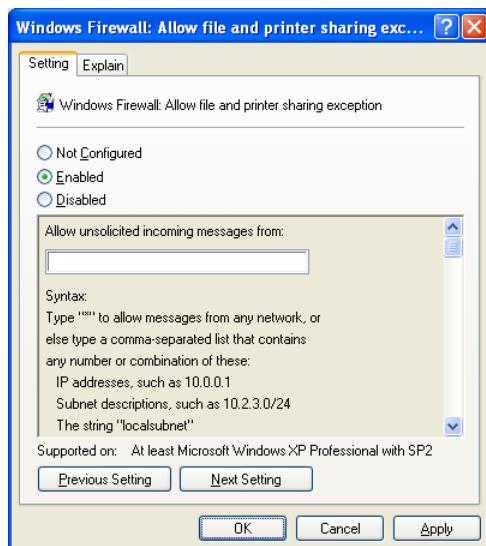 Windows Firewall: Allow file and printer sharing exc...
Setting
Explain
Windows Firewall: Allow file and printer sharing exception
Not Configured
Enabled
Disabled
Allow unsolicited incoming messages from:
Syntax:
Type "*" to allow messages from any network, or
else type a comma-separated list that contains
any number or combination of these:
IP addresses, such as 10.0.0.1
Subnet descriptions, such as 10.2.3.0/24
The string "localsubnet"
Supported on: At least Microsoft Windows XP Professional with SP2
Previous Setting
Next Setting
OK
Cancel
Apply